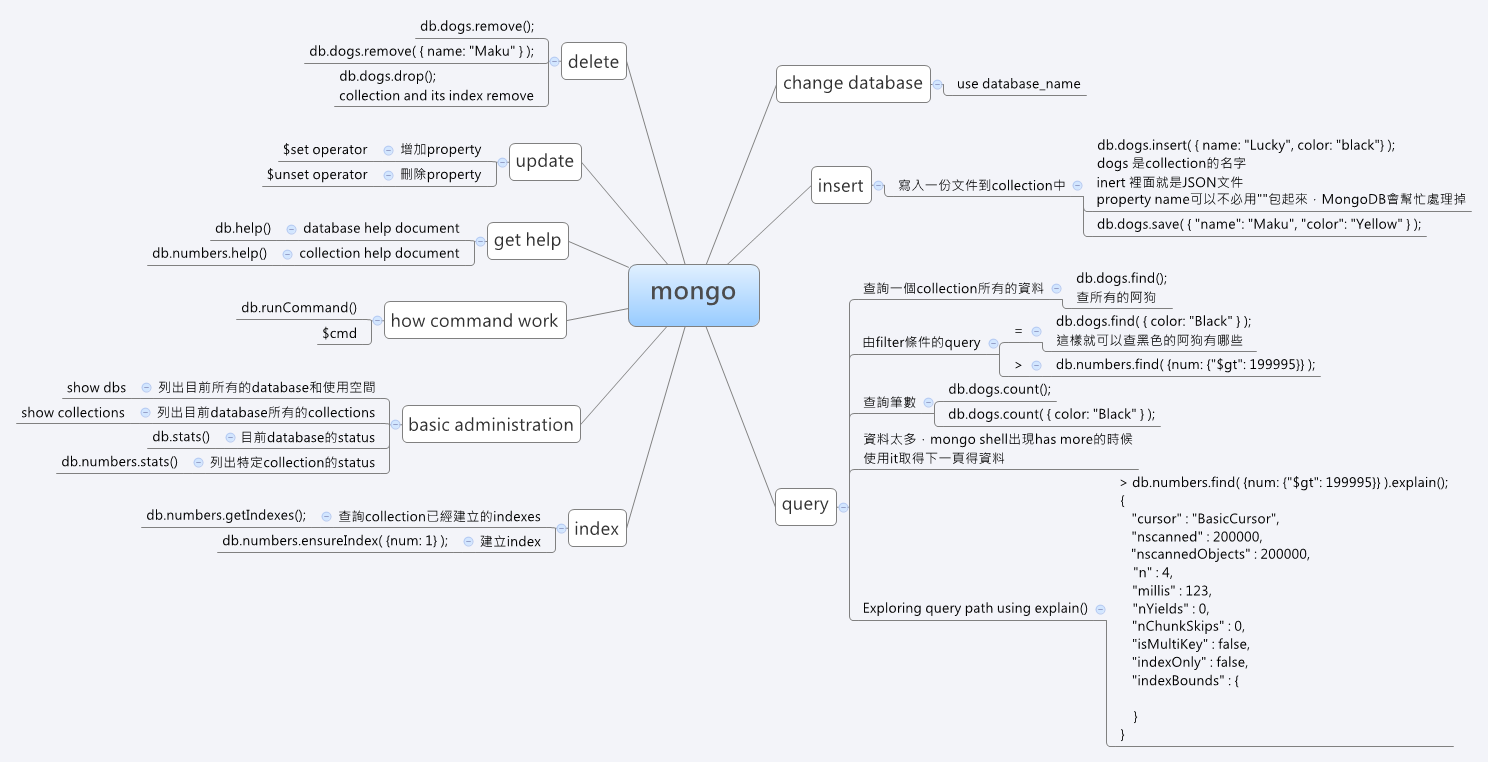 mongo
delete
db.dogs.remove();
db.dogs.remove( { name: "Maku" } );
db.dogs.drop();
collection and its index remove
update
$set operator
增加property
$unset operator
刪除property
get help
db.help()
database help document
db.numbers.help()
collection help document
how command work
db.runCommand()
$cmd
basic administration
show dbs
列出目前所有的database和使用空間
show collections
列出目前database所有的collections
db.stats()
目前database的status
db.numbers.stats()
列出特定collection的status
index
db.numbers.getIndexes();
查詢collection已經建立的indexes
db.numbers.ensureIndex( {num: 1} );
建立index
change database
use database_name
insert
寫入一份文件到collection中
db.dogs.insert( { name: "Lucky", color: "black"} );
dogs 是collection的名字
inert 裡面就是JSON文件
property name可以不必用""包起來，MongoDB會幫忙處理掉
db.dogs.save( { "name": "Maku", "color": "Yellow" } );
query
查詢一個collection所有的資料
db.dogs.find();
查所有的阿狗
由filter條件的query
=
db.dogs.find( { color: "Black" } );
這樣就可以查黑色的阿狗有哪些
>
db.numbers.find( {num: {"$gt": 199995}} );
查詢筆數
db.dogs.count();
db.dogs.count( { color: "Black" } );
資料太多，mongo shell出現has more的時候
使用it取得下一頁得資料
Exploring query path using explain()
> db.numbers.find( {num: {"$gt": 199995}} ).explain();
{
"cursor" : "BasicCursor",
"nscanned" : 200000,
"nscannedObjects" : 200000,
"n" : 4,
"millis" : 123,
"nYields" : 0,
"nChunkSkips" : 0,
"isMultiKey" : false,
"indexOnly" : false,
"indexBounds" : {
}
}